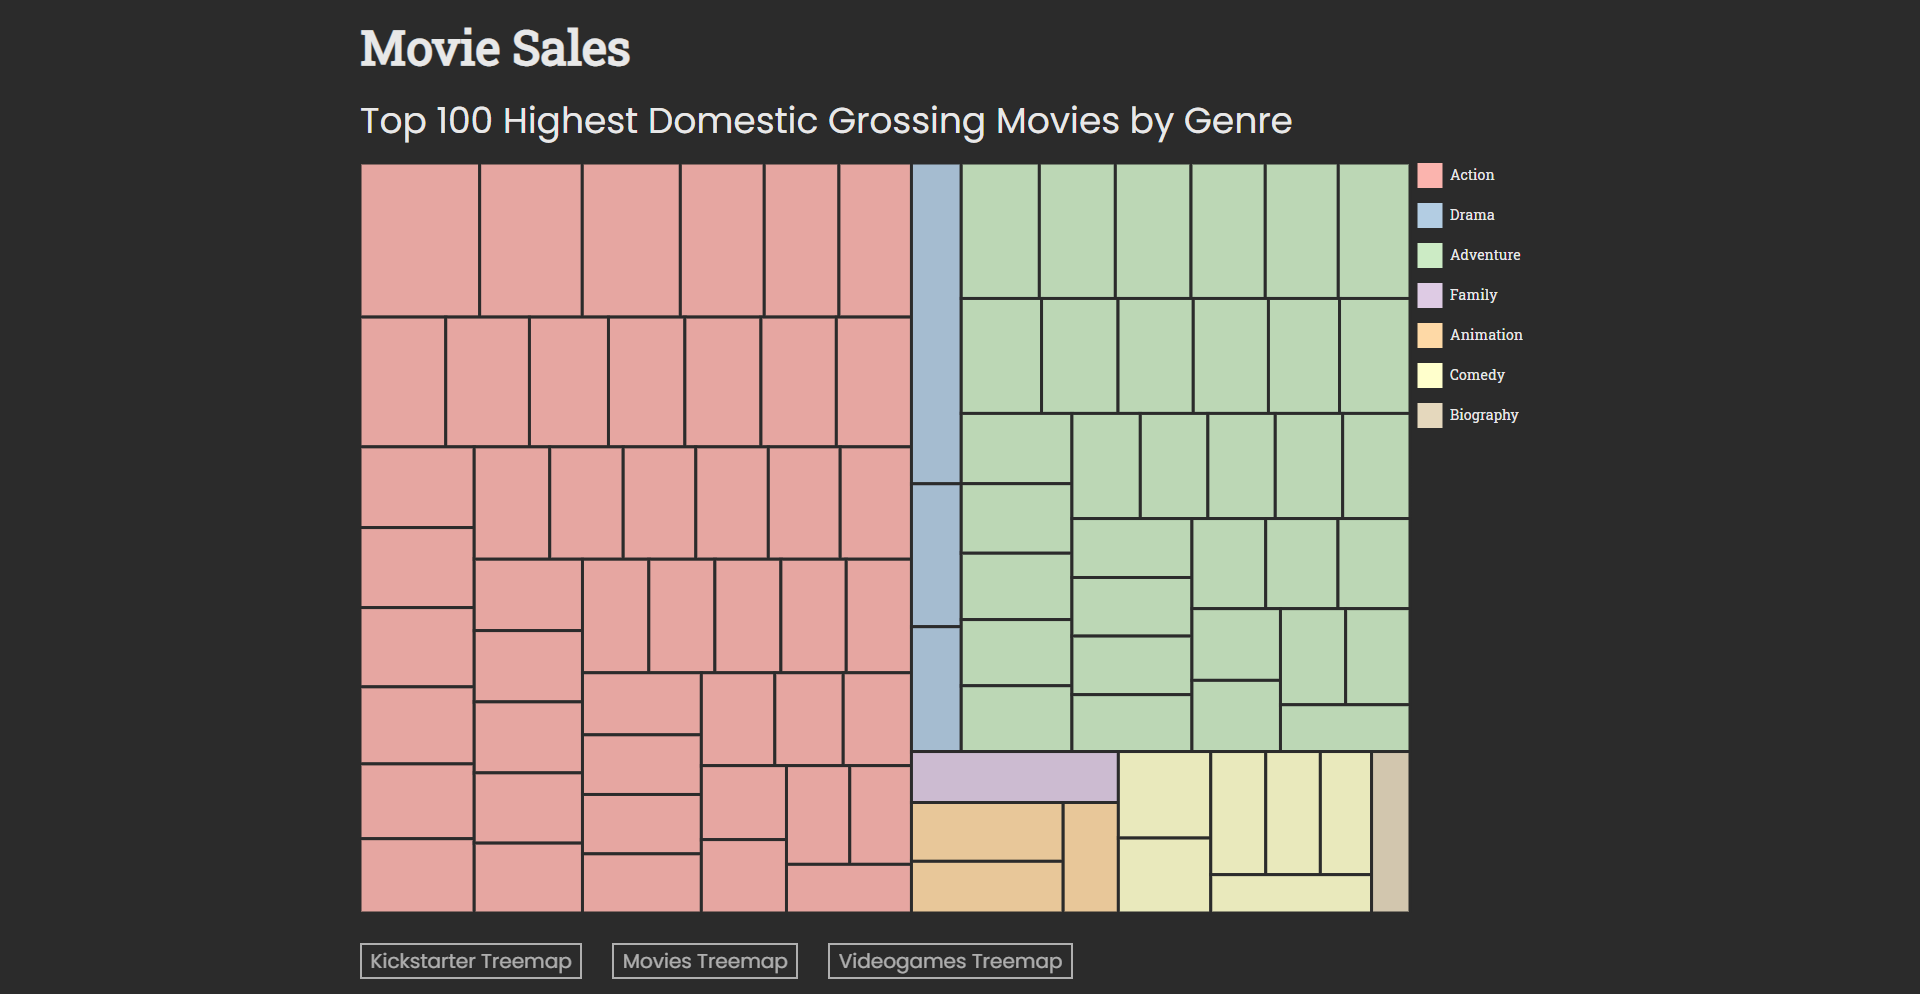 Movie Sales
Top 100 Highest Domestic Grossing Movies by Genre
Action
Drama
Adventure
Family
Animation
Comedy
Biography
Kickstarter Treemap
Movies Treemap
Videogames Treemap